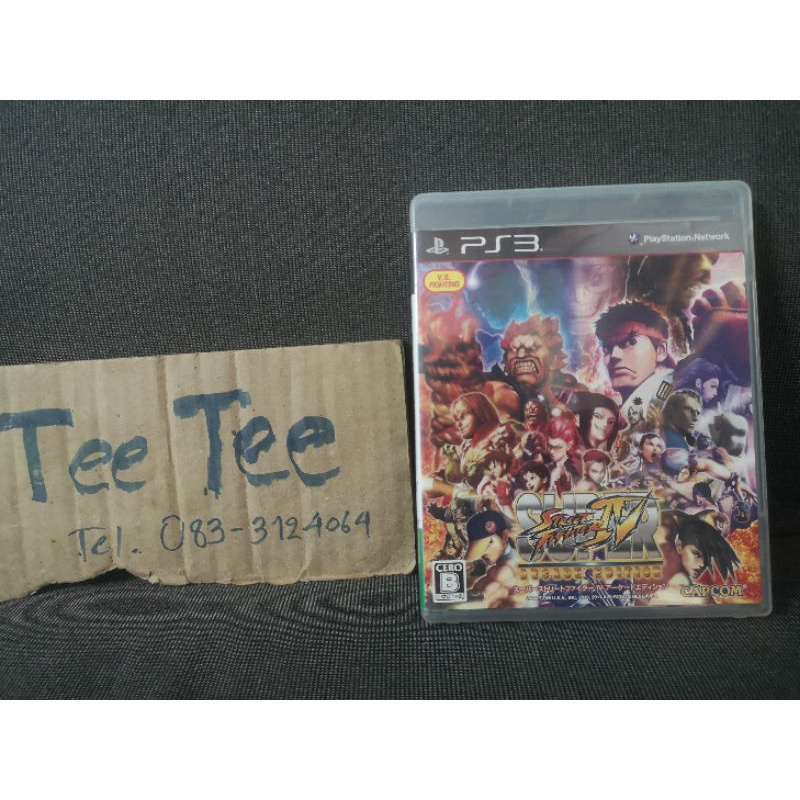 Tee Tee
Tel. 083-3124064
PS3
PlayStation Network
V.S.
FIGHTING
SUPER
STREET FIGHTER IV
ARCADE EDITION
スーパーストリートファイターIV アーケードエディション
CERO
B
CAPCOM